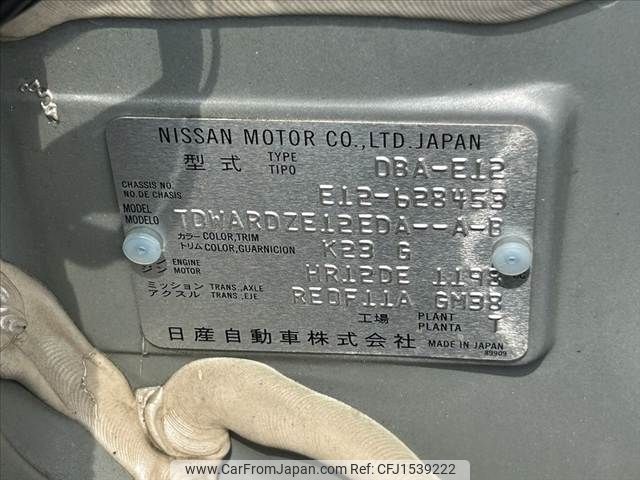 NISSAN MOTOR CO.,LTD.JAPAN
型式 TYPE TIPO DBA-E12
CHASSIS NO. NO.DE CHASIS E12-628453
MODEL MODELO TDWARDZE12EDA--A-B
カラー COLOR,TRIM K23 G
トリム COLOR,GUARNICION
ENGINE MOTOR HR12DE 1198
ミッション TRANS.,AXLE
アクスル TRANS.,EJE RE0F11A GM38
工場 PLANT PLANTA T
日産自動車株式会社 MADE IN JAPAN
89909
www.CarFromJapan.com - CFJ1539222